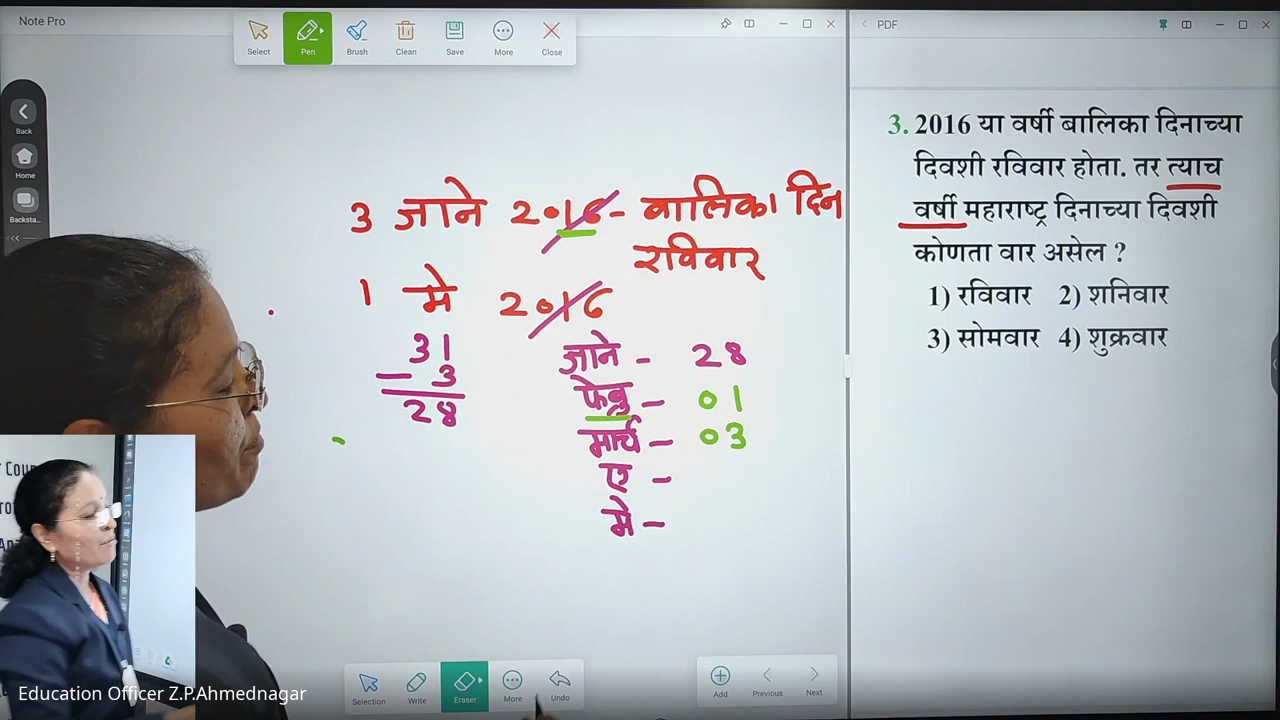 Note Pro
Select
Pen
Brush
Clean
Save
More
Close
PDF
Back
Home
Backsta...
3 जाने 2016 - बालिका दिन
रविवार
1 मे 2016
31
- 3
28
जाने - 28
फेब्रु - 01
मार्च - 03
ए -
मे -
3. 2016 या वर्षी बालिका दिनाच्या
दिवशी रविवार होता. तर त्याच
वर्षी महाराष्ट्र दिनाच्या दिवशी
कोणता वार असेल ?
1) रविवार 2) शनिवार
3) सोमवार 4) शुक्रवार
Selection
Write
Eraser
More
Undo
Add
Previous
Next
Education Officer Z.P.Ahmednagar